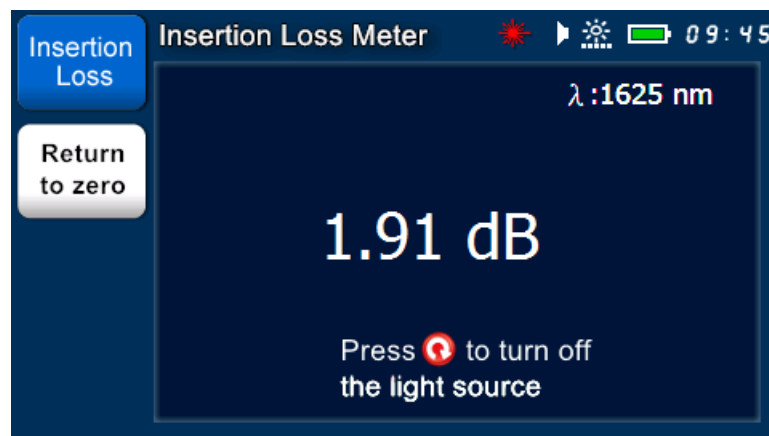 Insertion
Loss
Insertion Loss Meter
09:45
Return
to zero
λ:1625 nm
1.91 dB
Press to turn off
the light source